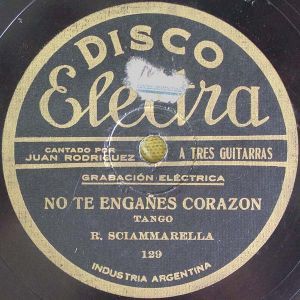 DISCO
Electra
CANTADO POR
JUAN RODRIGUEZ
A TRES GUITARRAS
GRABACIÓN ELÉCTRICA
NO TE ENGAÑES CORAZON
TANGO
R. SCIAMMARELLA
129
INDUSTRIA ARGENTINA